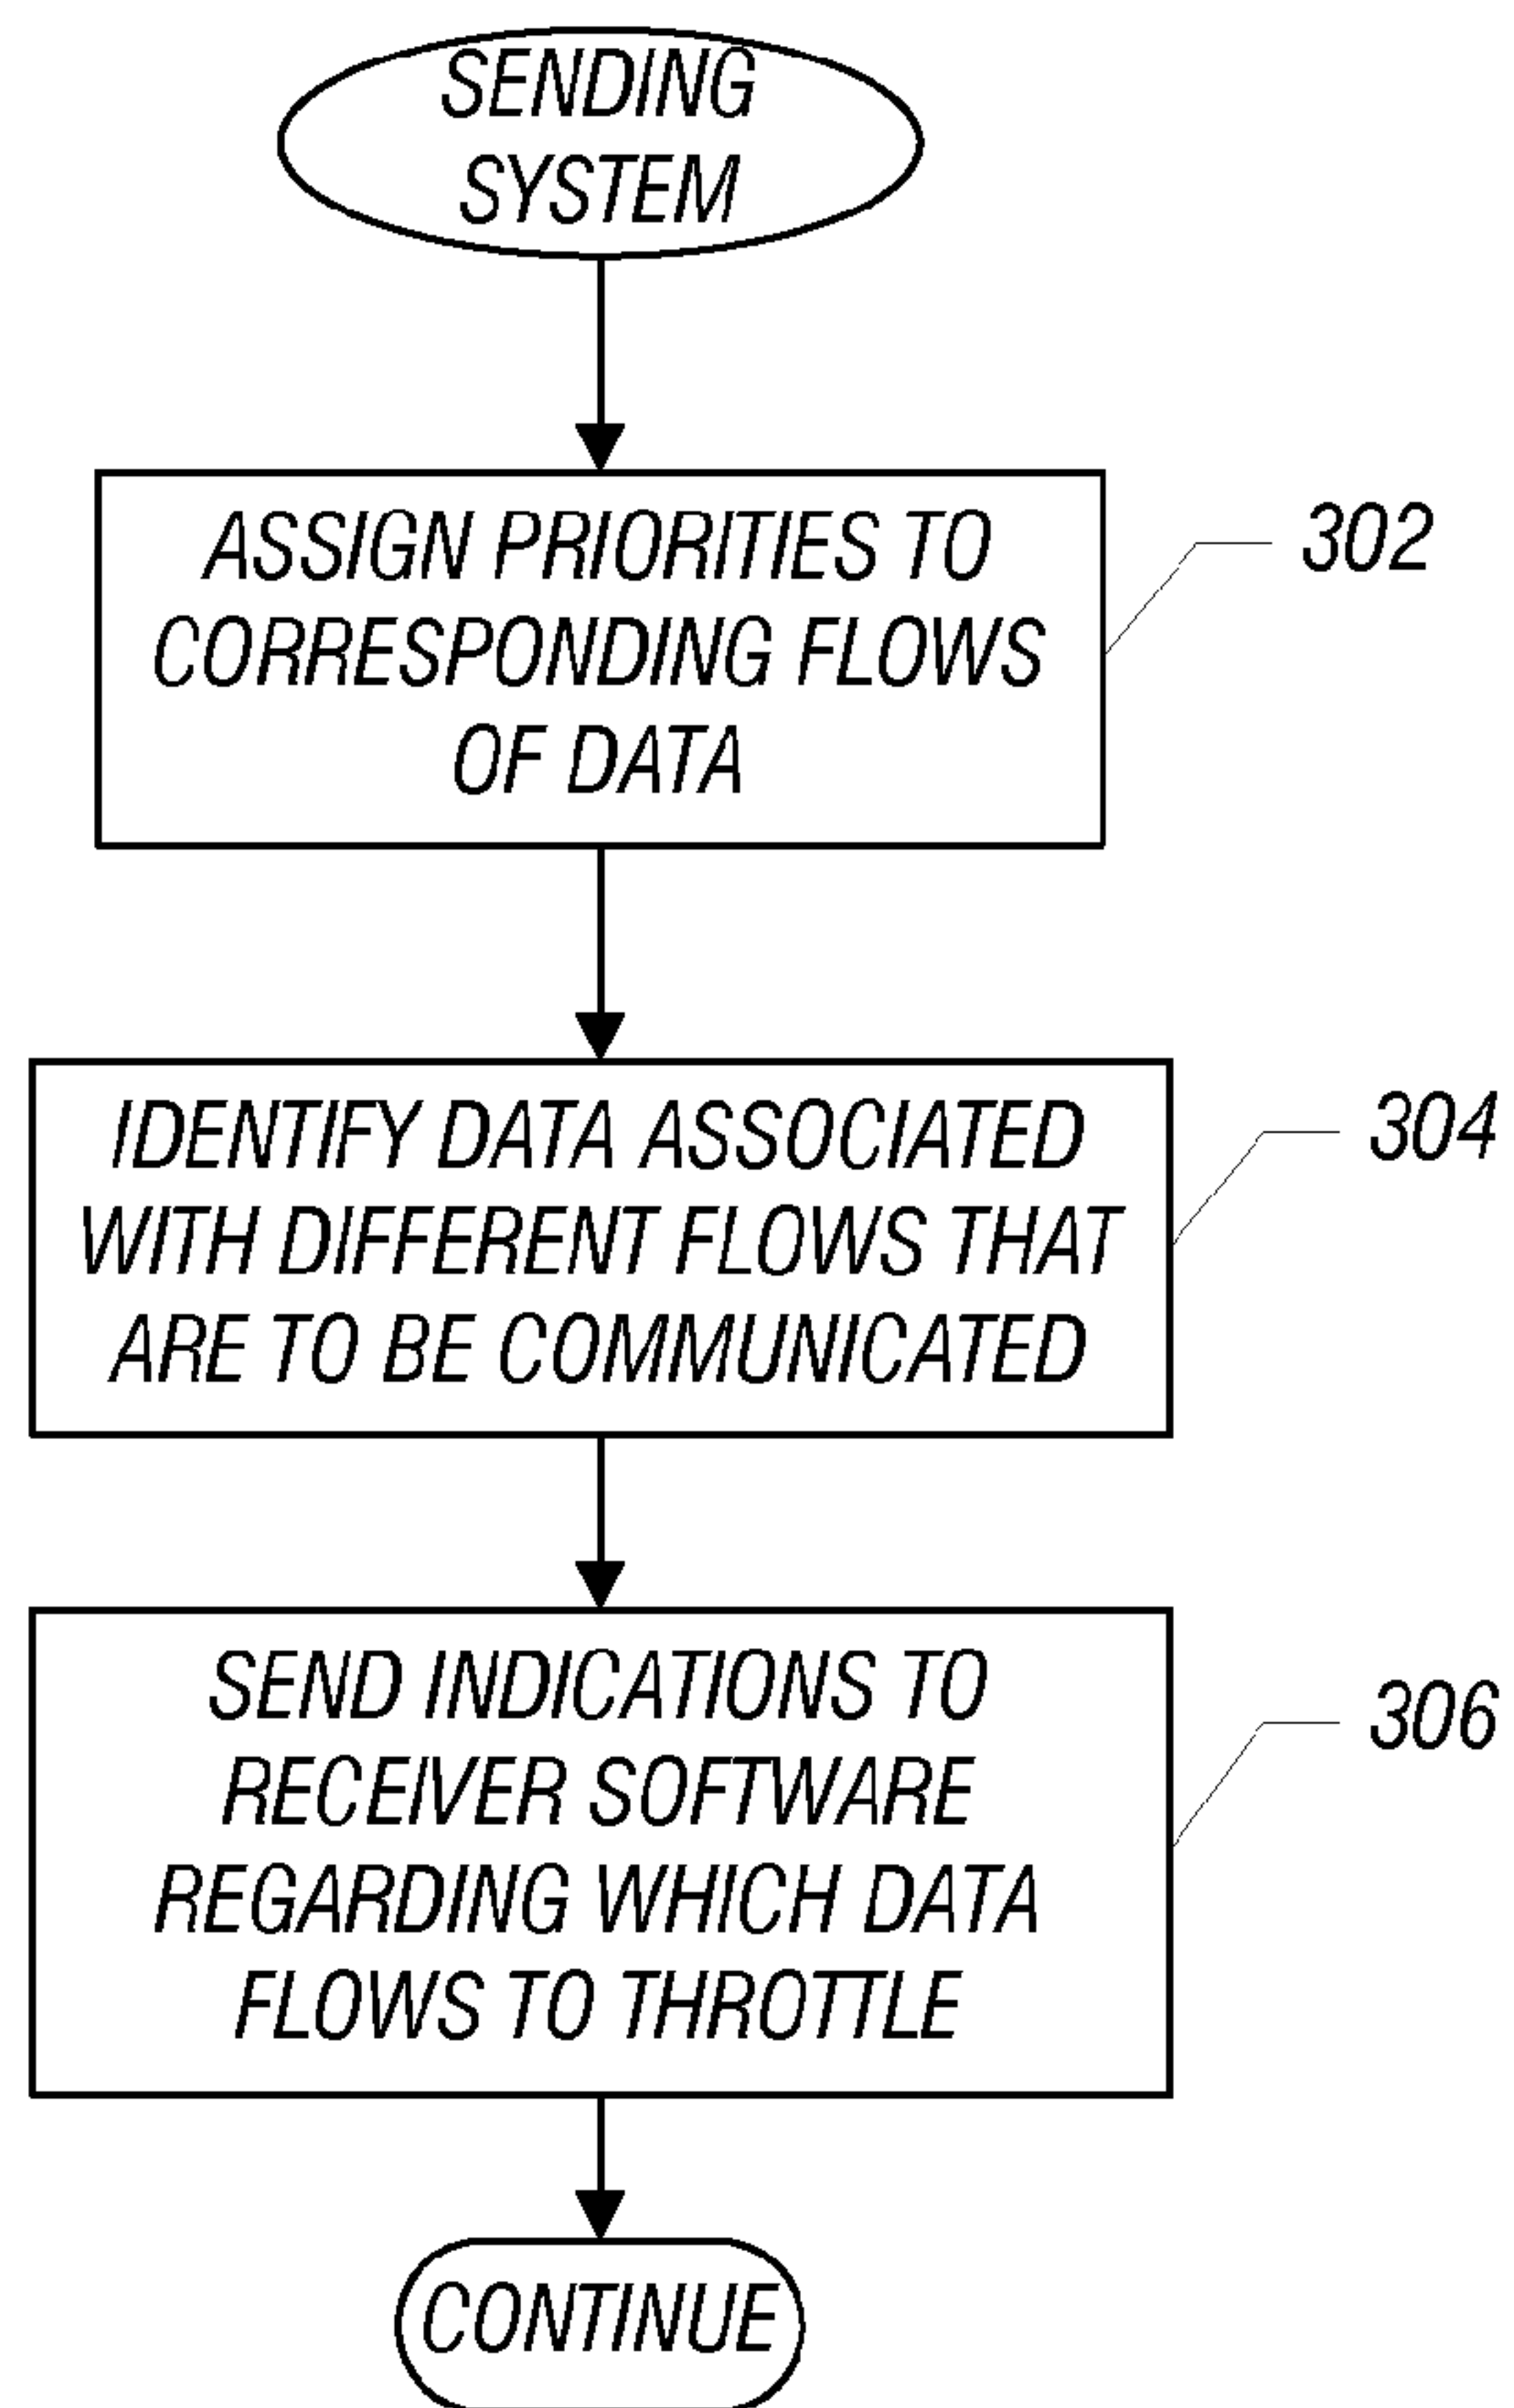 SENDING
SYSTEM
ASSIGN PRIORITIES TO
CORRESPONDING FLOWS
OF DATA
302
IDENTIFY DATA ASSOCIATED
WITH DIFFERENT FLOWS THAT
ARE TO BE COMMUNICATED
304
SEND INDICATIONS TO
RECEIVER SOFTWARE
REGARDING WHICH DATA
FLOWS TO THROTTLE
306
CONTINUE